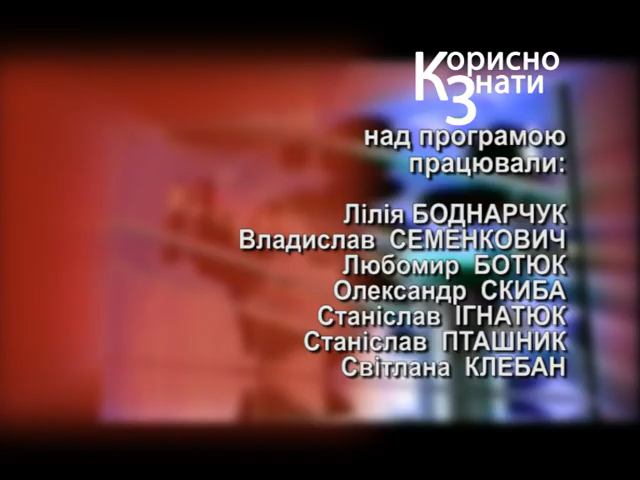 Корисно
Знати
над програмою
працювали:
Лілія БОДНАРЧУК
Владислав СЕМЕНКОВИЧ
Любомир БОТЮК
Олександр СКИБА
Станіслав ІГНАТЮК
Станіслав ПТАШНИК
Світлана КЛЕБАН